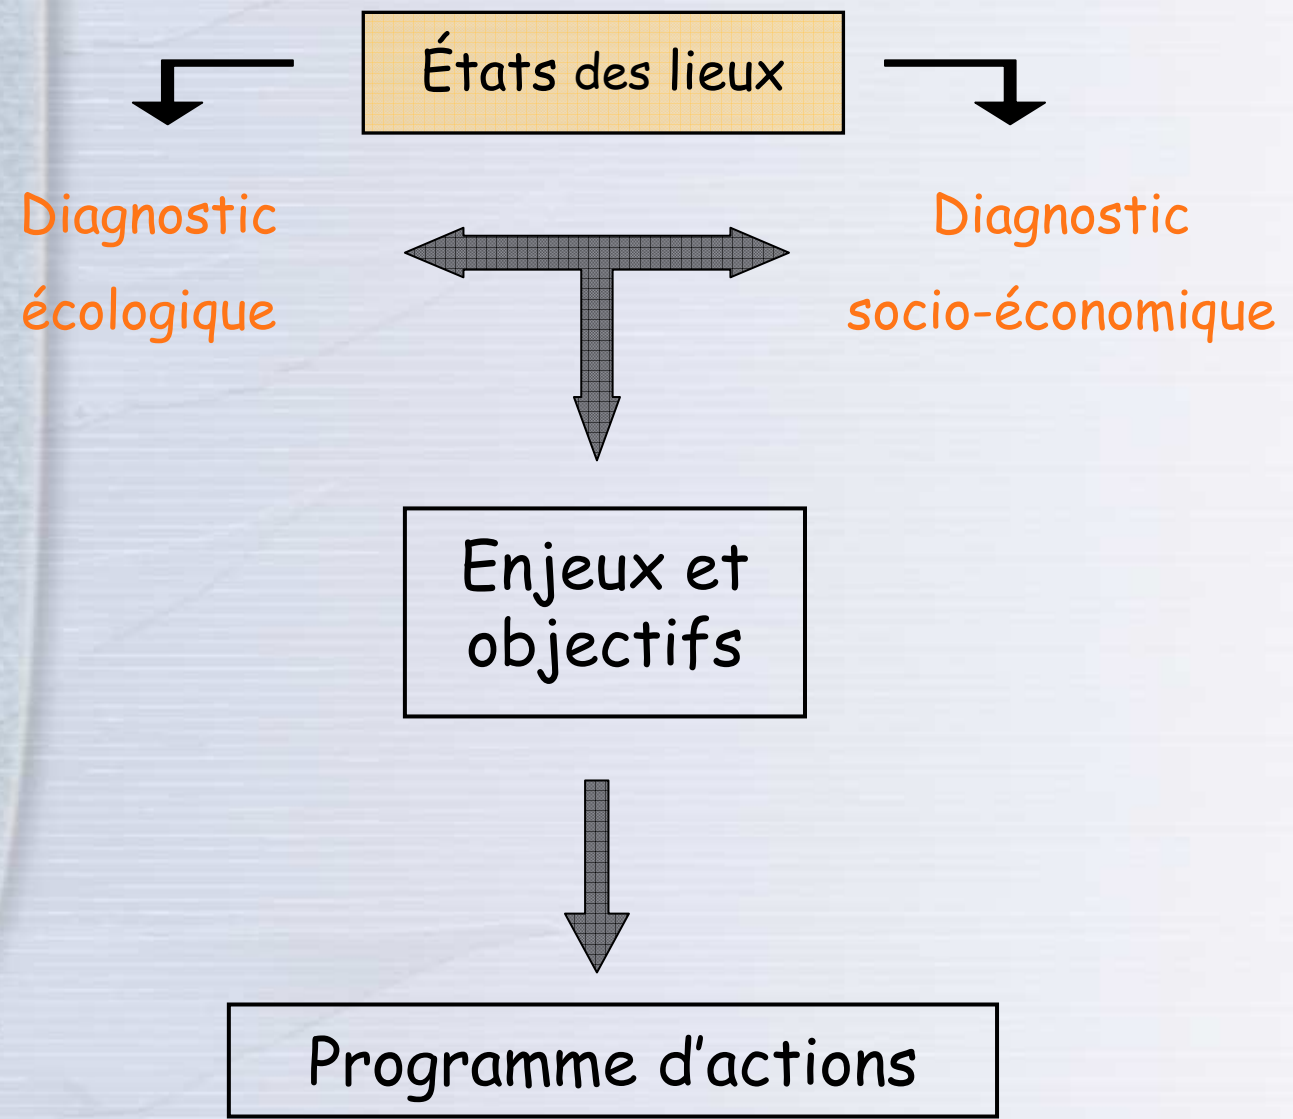 États des lieux
Diagnostic
écologique
Diagnostic
socio-économique
Enjeux et
objectifs
Programme d’actions